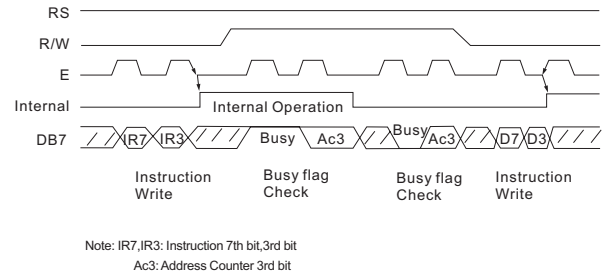 RS
R/W
E
Internal
Internal Operation
DB7
IR7
IR3
Busy
Ac3
Busy
Ac3
D7
D3
Instruction
Write
Busy flag
Check
Busy flag
Check
Instruction
Write
Note: IR7,IR3: Instruction 7th bit,3rd bit
Ac3: Address Counter 3rd bit